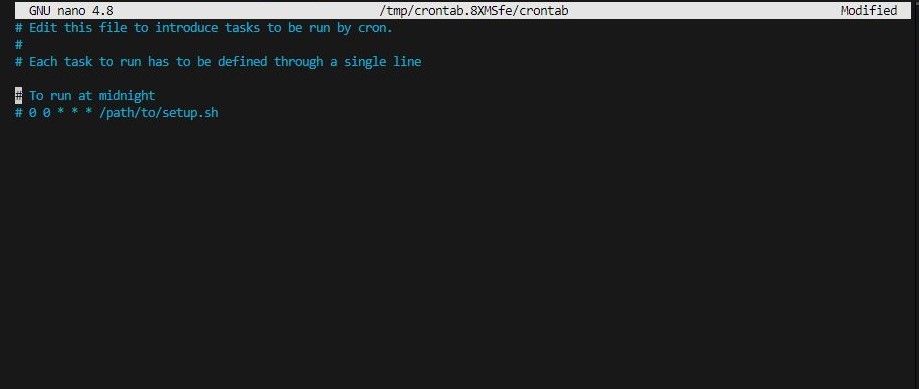 GNU nano 4.8 /tmp/crontab.8XMSfe/crontab Modified
# Edit this file to introduce tasks to be run by cron.
#
# Each task to run has to be defined through a single line
# To run at midnight
# 0 0 * * * /path/to/setup.sh